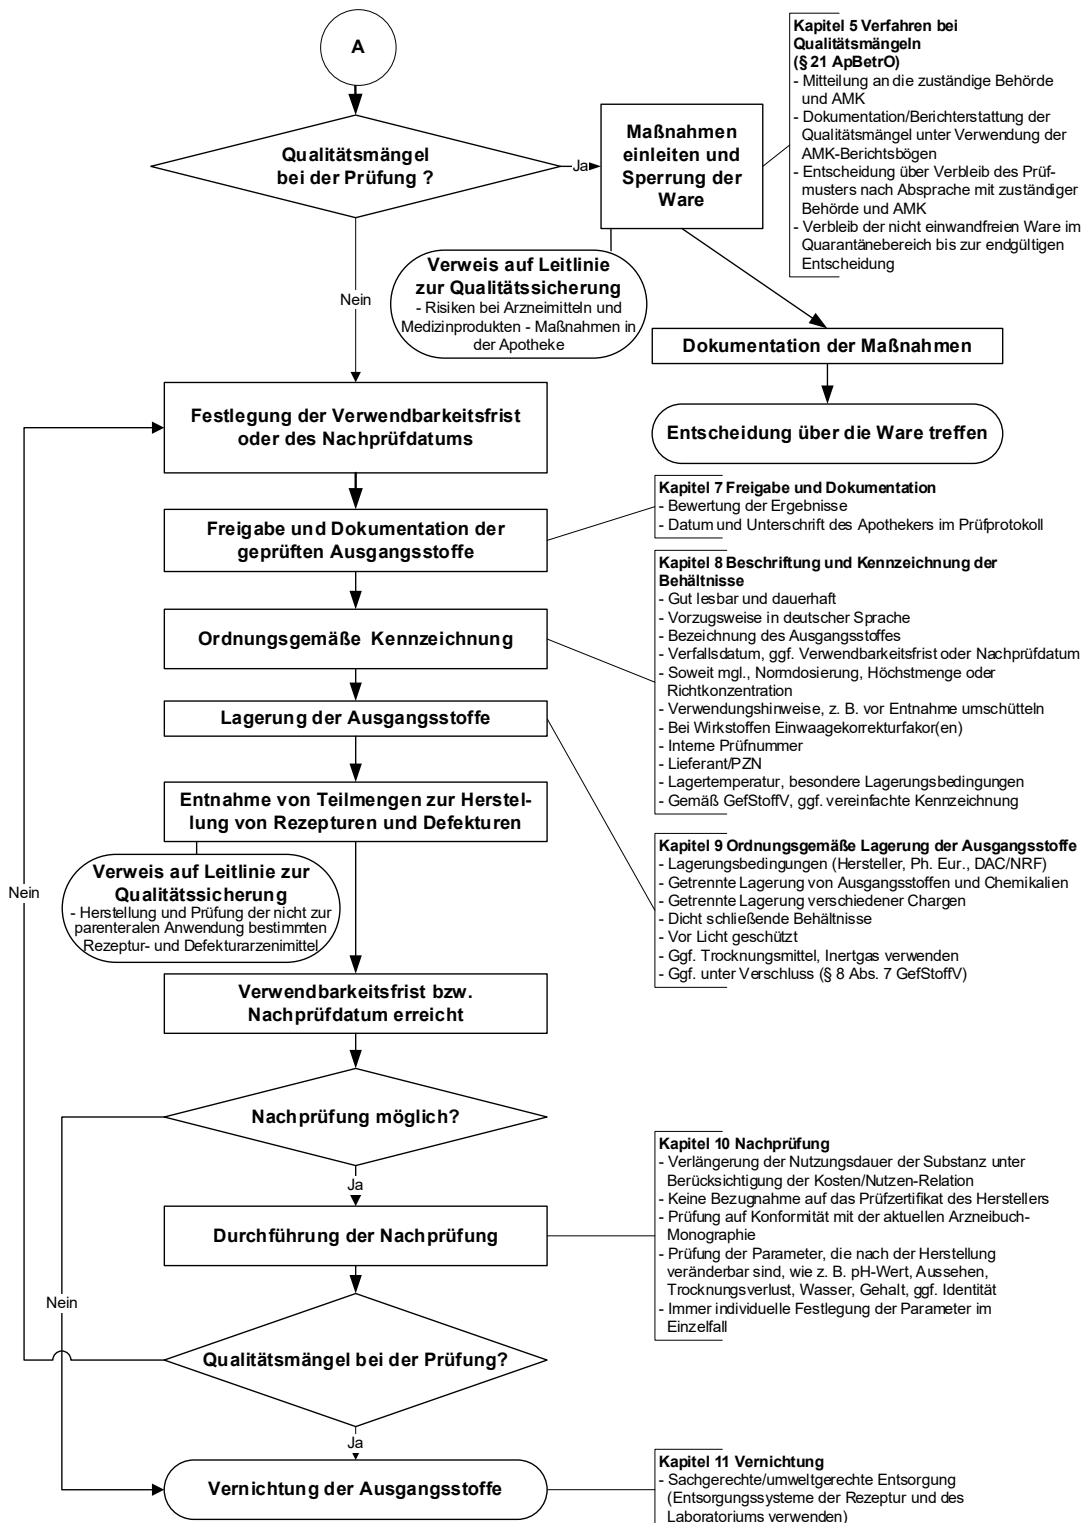 A
Kapitel 5 Verfahren bei
Qualitätsmängeln
(§ 21 ApBetrO)
- Mitteilung an die zuständige Behörde
und AMK
- Dokumentation/Berichterstattung der
Qualitätsmängel unter Verwendung der
AMK-Berichtsbögen
- Entscheidung über Verbleib des Prüf-
musters nach Absprache mit zuständiger
Behörde und AMK
- Verbleib der nicht einwandfreien Ware im
Quarantänebereich bis zur endgültigen
Entscheidung
Qualitätsmängel
bei der Prüfung ?
Ja
Maßnahmen
einleiten und
Sperrung der
Ware
Verweis auf Leitlinie
zur Qualitätssicherung
- Risiken bei Arzneimitteln und
Medizinprodukten - Maßnahmen in
der Apotheke
Nein
Dokumentation der Maßnahmen
Entscheidung über die Ware treffen
Festlegung der Verwendbarkeitsfrist
oder des Nachprüfdatums
Freigabe und Dokumentation der
geprüften Ausgangsstoffe
Kapitel 7 Freigabe und Dokumentation
- Bewertung der Ergebnisse
- Datum und Unterschrift des Apothekers im Prüfprotokoll
Ordnungsgemäße Kennzeichnung
Kapitel 8 Beschriftung und Kennzeichnung der
Behältnisse
- Gut lesbar und dauerhaft
- Vorzugsweise in deutscher Sprache
- Bezeichnung des Ausgangsstoffes
- Verfallsdatum, ggf. Verwendbarkeitsfrist oder Nachprüfdatum
- Soweit mgl., Normdosierung, Höchstmenge oder
Richtkonzentration
- Verwendungshinweise, z. B. vor Entnahme umschütteln
- Bei Wirkstoffen Einwaagekorrekturfakor(en)
- Interne Prüfnummer
- Lieferant/PZN
- Lagertemperatur, besondere Lagerungsbedingungen
- Gemäß GefStoffV, ggf. vereinfachte Kennzeichnung
Lagerung der Ausgangsstoffe
Entnahme von Teilmengen zur Herstel-
lung von Rezepturen und Defekturen
Verweis auf Leitlinie zur
Qualitätssicherung
- Herstellung und Prüfung der nicht zur
parenteralen Anwendung bestimmten
Rezeptur- und Defekturarzenimittel
Nein
Kapitel 9 Ordnungsgemäße Lagerung der Ausgangsstoffe
- Lagerungsbedingungen (Hersteller, Ph. Eur., DAC/NRF)
- Getrennte Lagerung von Ausgangsstoffen und Chemikalien
- Getrennte Lagerung verschiedener Chargen
- Dicht schließende Behältnisse
- Vor Licht geschützt
- Ggf. Trocknungsmittel, Inertgas verwenden
- Ggf. unter Verschluss (§ 8 Abs. 7 GefStoffV)
Verwendbarkeitsfrist bzw.
Nachprüfdatum erreicht
Nachprüfung möglich?
Ja
Durchführung der Nachprüfung
Kapitel 10 Nachprüfung
- Verlängerung der Nutzungsdauer der Substanz unter
Berücksichtigung der Kosten/Nutzen-Relation
- Keine Bezugnahme auf das Prüfzertifikat des Herstellers
- Prüfung auf Konformität mit der aktuellen Arzneibuch-
Monographie
- Prüfung der Parameter, die nach der Herstellung
veränderbar sind, wie z. B. pH-Wert, Aussehen,
Trocknungsverlust, Wasser, Gehalt, ggf. Identität
- Immer individuelle Festlegung der Parameter im
Einzelfall
Nein
Qualitätsmängel bei der Prüfung?
Ja
Vernichtung der Ausgangsstoffe
Kapitel 11 Vernichtung
- Sachgerechte/umweltgerechte Entsorgung
(Entsorgungssysteme der Rezeptur und des
Laboratoriums verwenden)